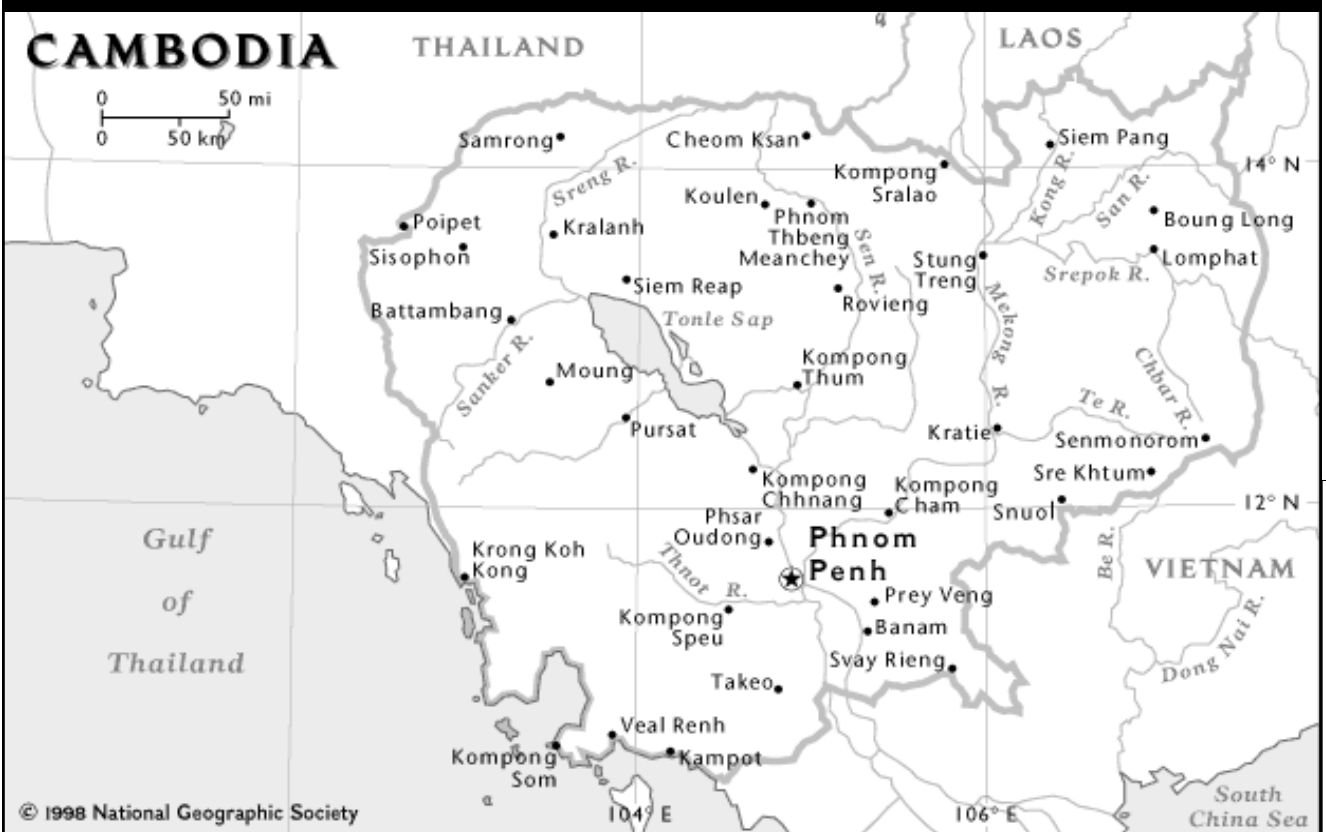 CAMBODIA
THAILAND
LAOS
0
50 mi
0
50 km
Samrong
Cheom Ksan
Siem Pang
14° N
Kompong
Sralao
Sreng R.
Kong R.
San R.
Koulen
Phnom
Thbeng
Meanchey
Boung Long
Poipet
Kralanh
Sisophon
Sen R.
Stung
Treng
Lomphat
Srepok R.
Siem Reap
Rovieng
Battambang
Tonle Sap
Mekong
R.
Sanker R.
Moung
Kompong
Thum
Chbar R.
Te R.
Pursat
Kratie
Senmonorom
Sre Khtum
Kompong
Chhnang
Kompong
Cham
Snuol
12° N
Phsar
Oudong
Phnom
Penh
Gulf
of
Thailand
Krong Koh
Kong
Thnot
R.
Be R.
VIETNAM
Prey Veng
Kompong
Speu
Banam
Dong Nai R.
Svay Rieng
Takeo
Veal Renh
Kompong
Som
Kampot
South
China Sea
© 1998 National Geographic Society
104° E
106° E